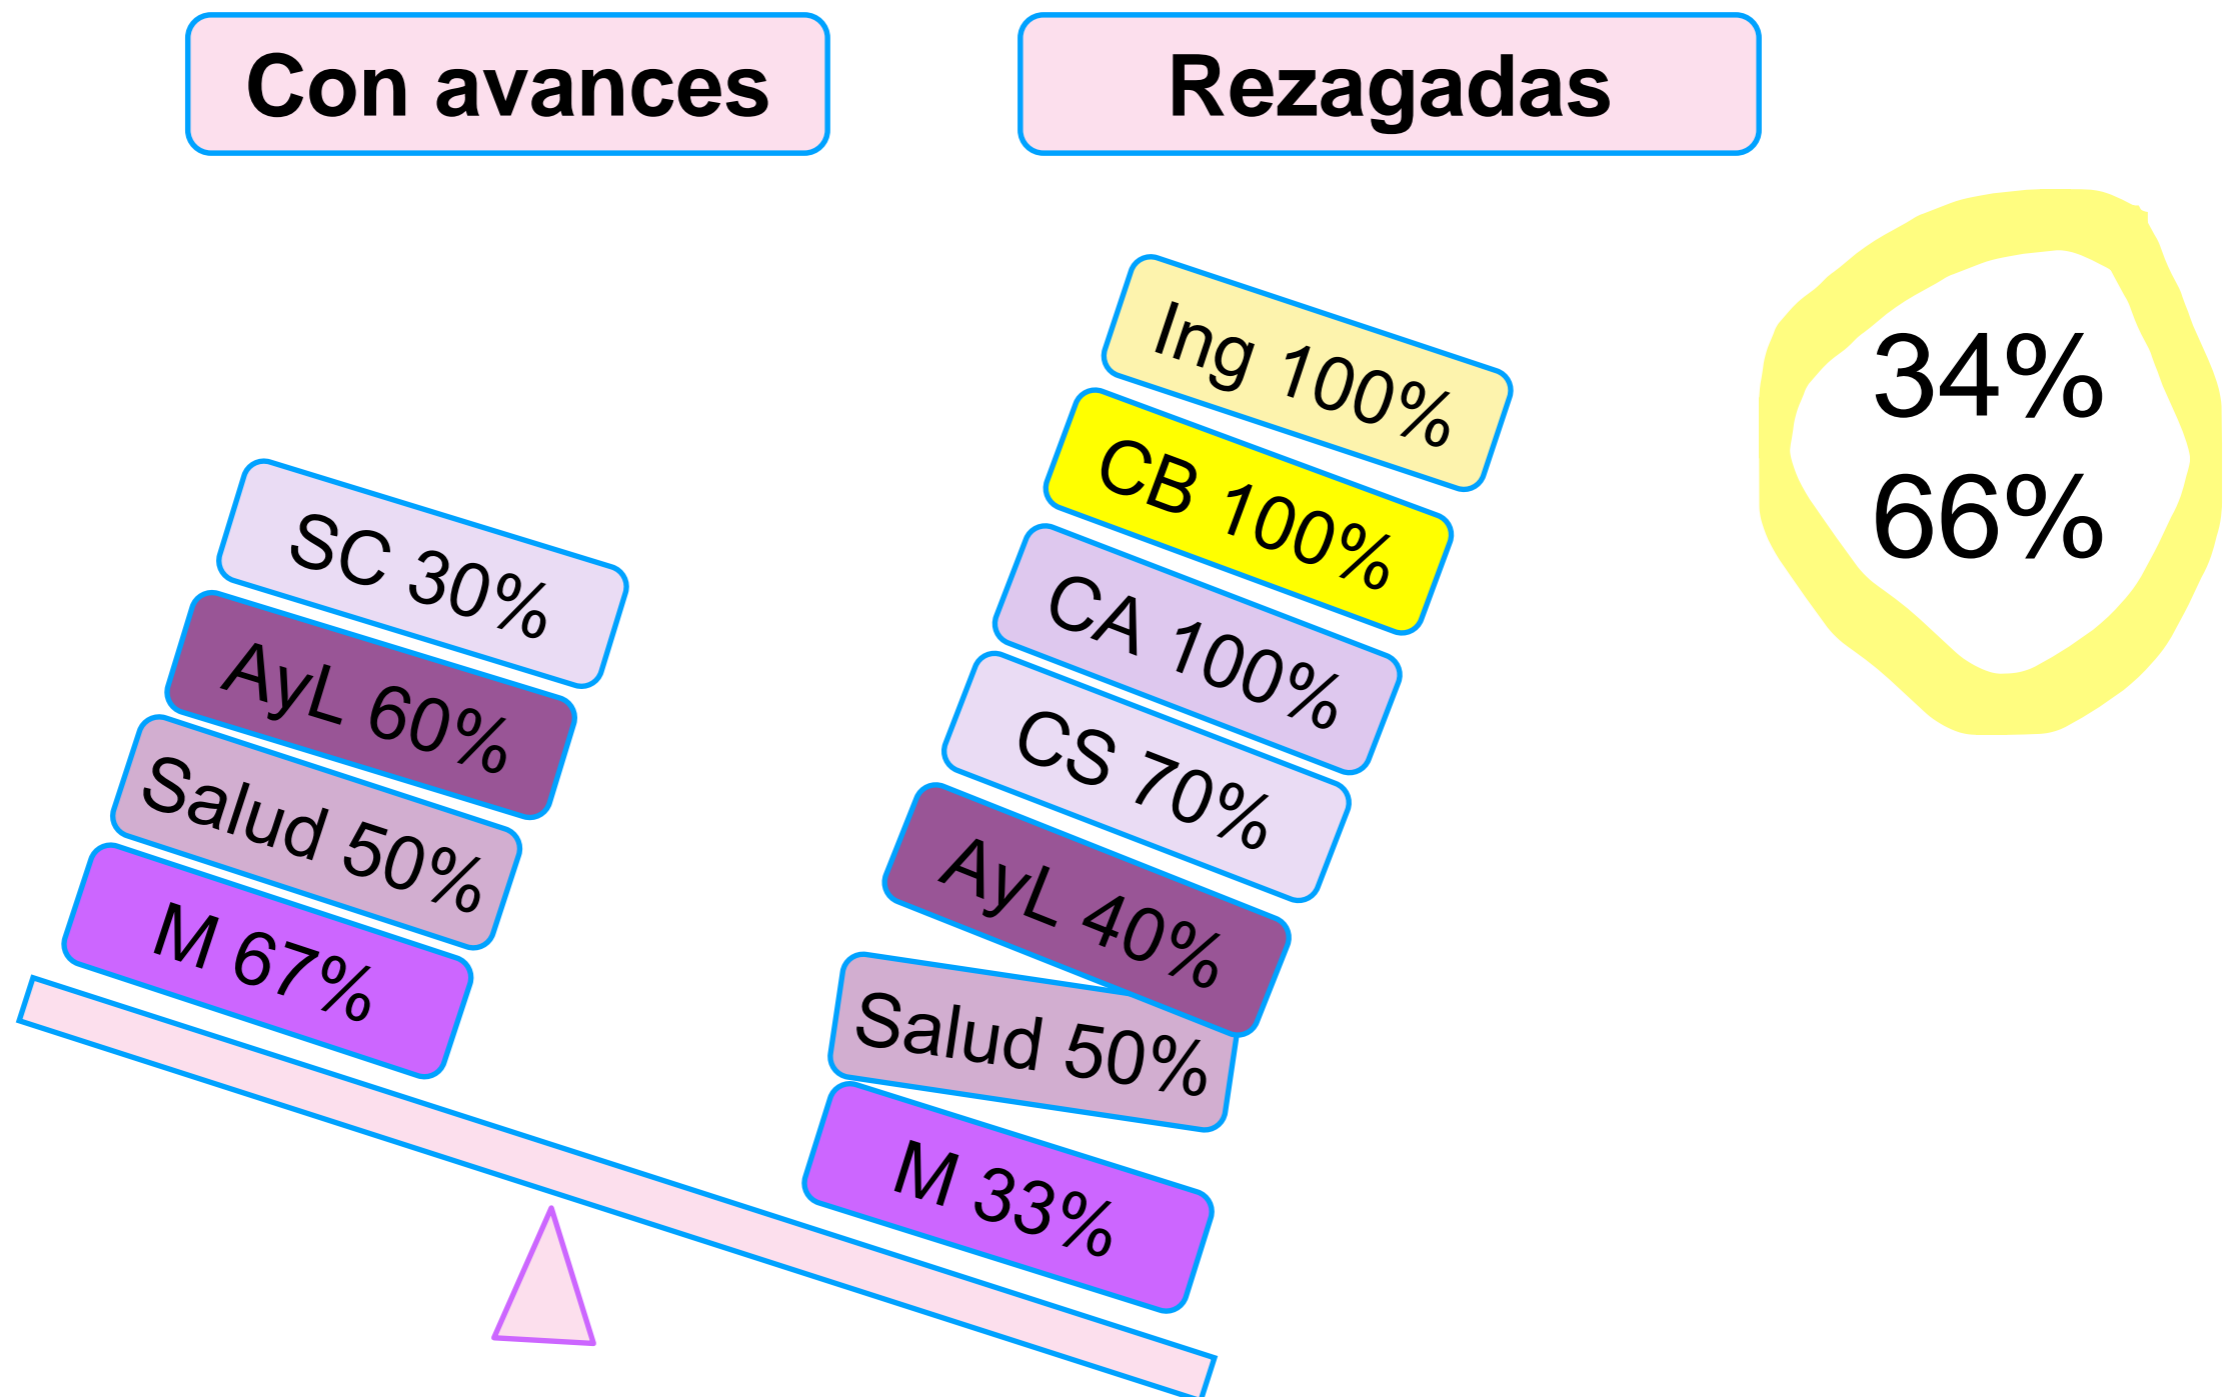 Con avances
Rezagadas
SC 30%
AyL 60%
Salud 50%
M 67%
Ing 100%
CB 100%
CA 100%
CS 70%
AyL 40%
Salud 50%
M 33%
34%
66%